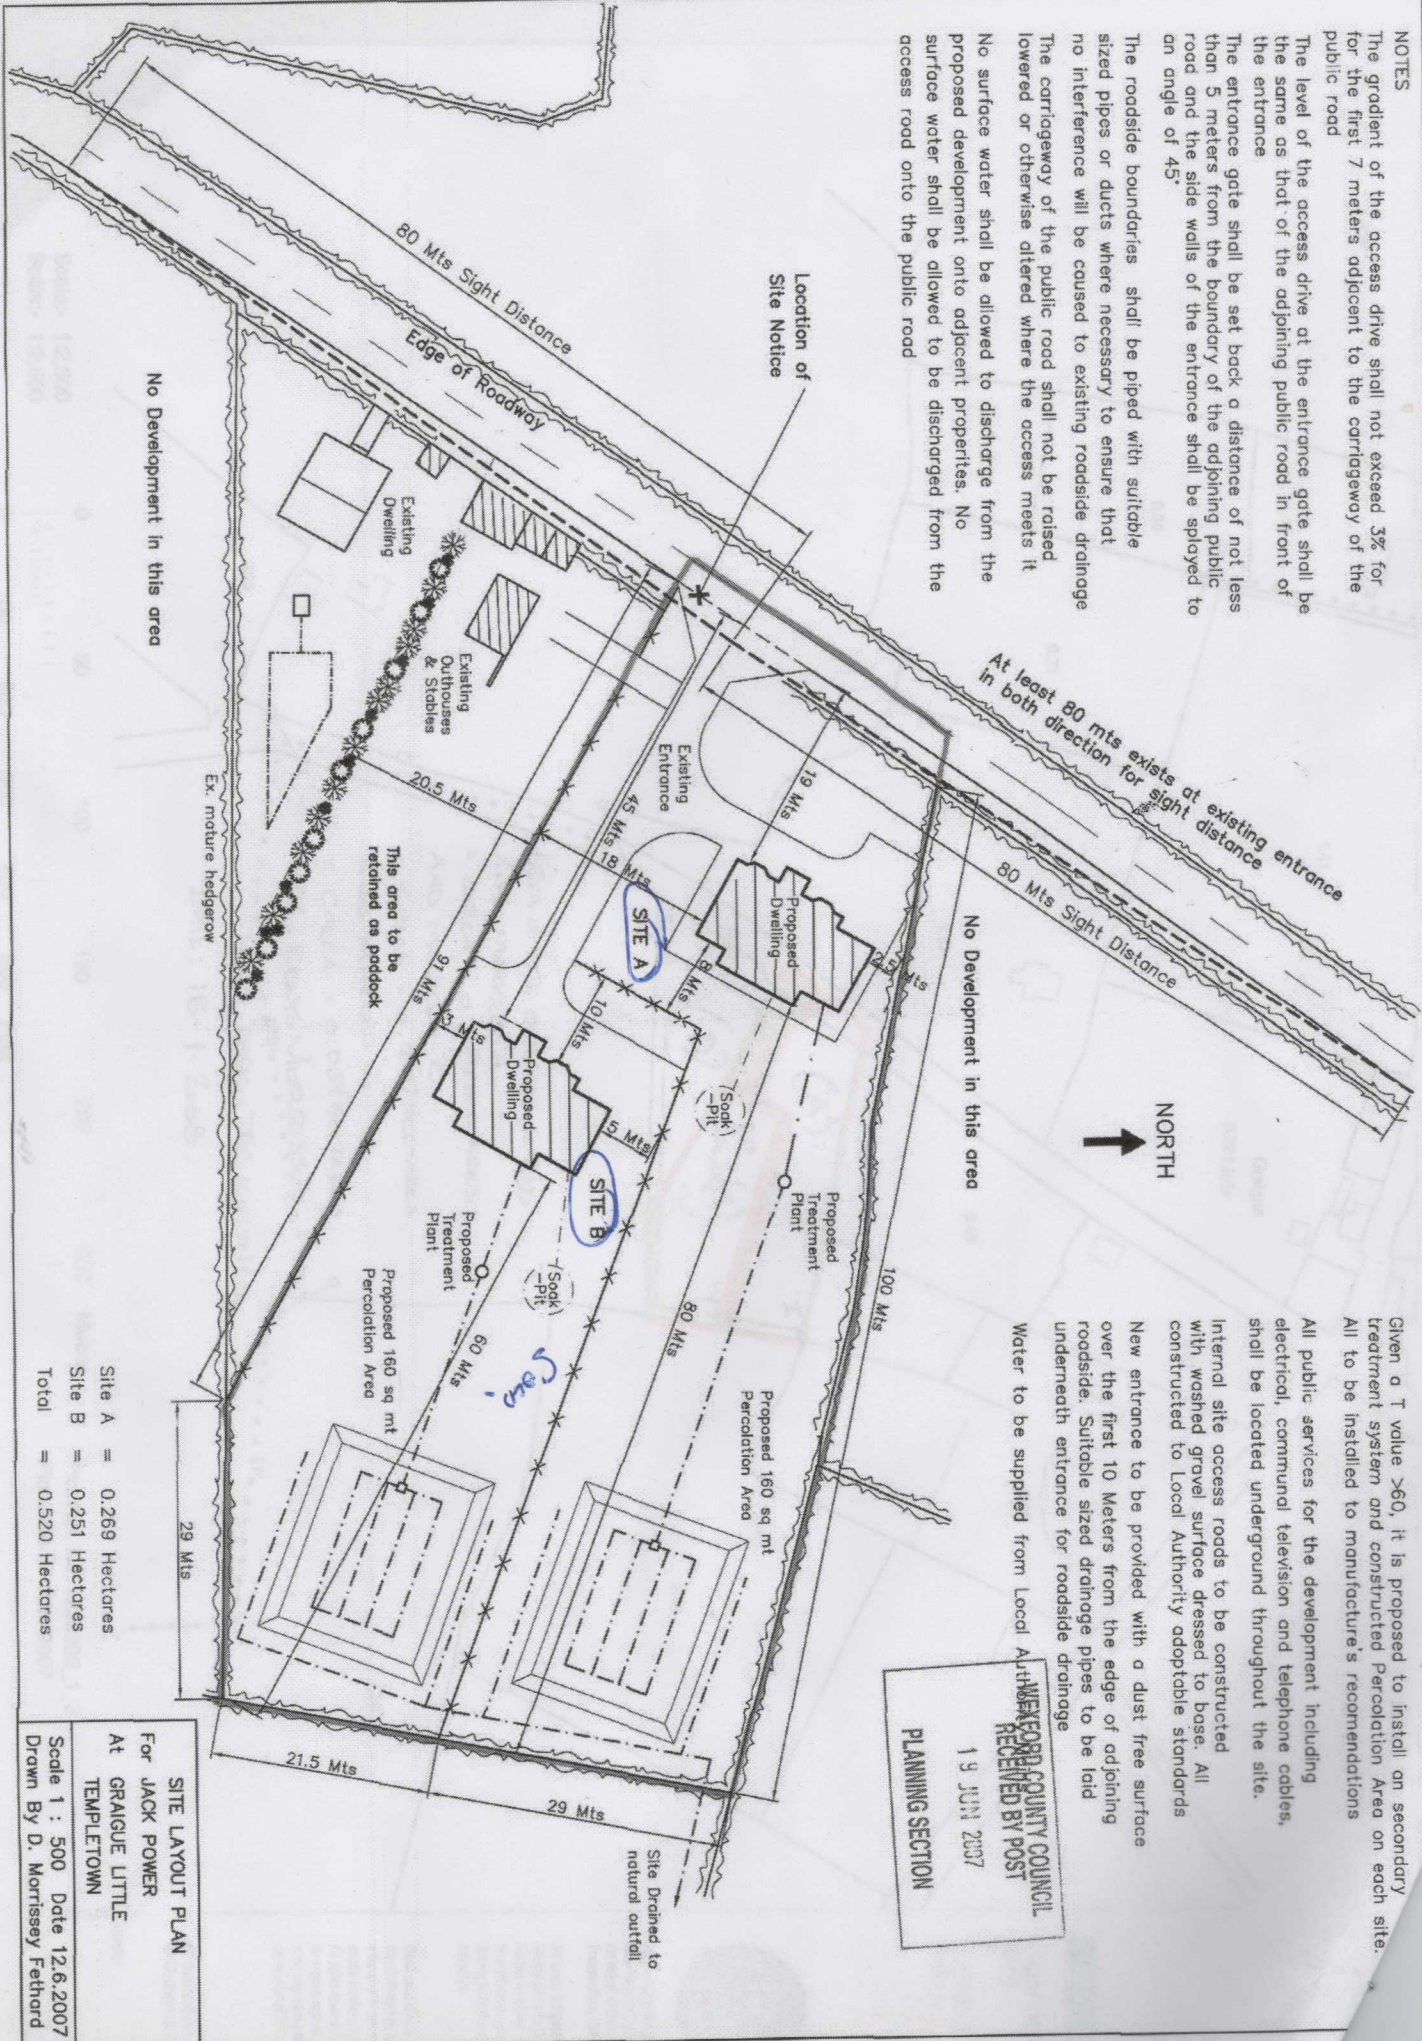 NOTES
The gradient of the access drive shall not exceed 3% for
for the first 7 meters adjacent to the carriageway of the
public road
The level of the access drive at the entrance gate shall be
the same as that of the adjoining public road in front of
the entrance
The entrance gate shall be set back a distance of not less
than 5 meters from the boundary of the adjoining public
road and the side walls of the entrance shall be splayed to
an angle of 45°
The roadside boundaries shall be piped with suitable
sized pipes or ducts where necessary to ensure that
no interference will be caused to existing roadside drainage
The carriageway of the public road shall not be raised
lowered or otherwise altered where the access meets it
No surface water shall be allowed to discharge from the
proposed development onto adjacent properites. No
surface water shall be allowed to be discharged from the
access road onto the public road
Given a T value >60, it is proposed to install an secondary
treatment system and constructed Percolation Area on each site.
All to be installed to manufacture's recomendations
All public services for the development including
electrical, communal television and telephone cables,
shall be located underground throughout the site.
Internal site access roads to be constructed
with washed gravel surface dressed to base. All
constructed to Local Authority adoptable standards
New entrance to be provided with a dust free surface
over the first 10 Meters from the edge of adjoining
roadside. Suitable sized drainage pipes to be laid
underneath entrance for roadside drainage
Water to be supplied from Local Auth
WEXFORD COUNTY COUNCIL
RECEIVED BY POST
19 JUN 2007
PLANNING SECTION
Location of
Site Notice
80 Mts Sight Distance
Edge of Roadway
At least 80 mts exists at existing entrance
in both direction for sight distance
80 Mts Sight Distance
No Development in this area
NORTH
No Development in this area
Existing
Dwelling
Existing
Outhouses
& Stables
Existing
Entrance
Ex. mature hedgerow
This area to be
retained as paddock
20.5 Mts
18 Mts
45 Mts
19 Mts
91 Mts
3 Mts
8 Mts
10 Mts
2.5 Mts
5 Mts
SITE A
Proposed
Dwelling
SITE B
Proposed
Dwelling
Soak
-Pit
Soak
-Pit
Proposed
Treatment
Plant
Proposed
Treatment
Plant
100 Mts
80 Mts
60 Mts
Proposed 160 sq mt
Percolation Area
Proposed 160 sq mt
Percolation Area
29 Mts
21.5 Mts
29 Mts
Site Drained to
natural outfall
Site A = 0.269 Hectares
Site B = 0.251 Hectares
Total = 0.520 Hectares
SITE LAYOUT PLAN
For JACK POWER
At GRAIGUE LITTLE
TEMPLETOWN
Scale 1 : 500 Date 12.6.2007
Drawn By D. Morrissey Fethard